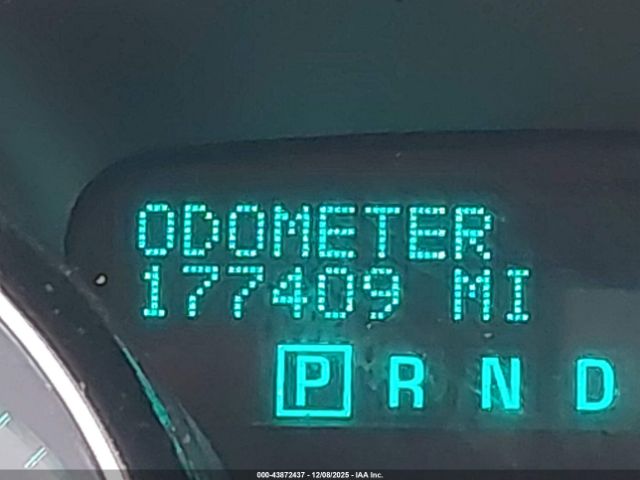 ODOMETER
177409 MI
P R N D
000-43872437 - 12/08/2025 - IAA Inc.